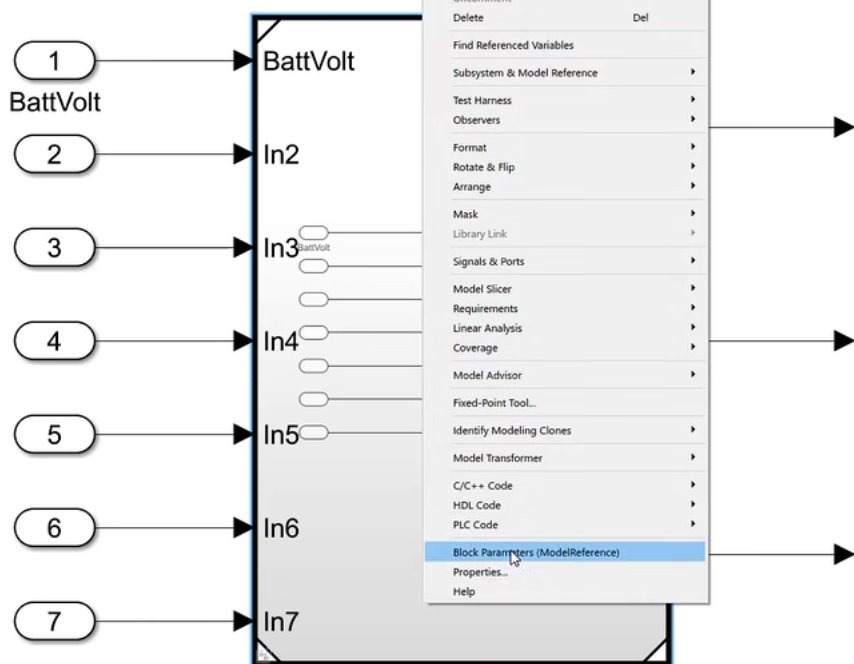 Uncomment
Delete Del
Find Referenced Variables
Subsystem & Model Reference
Test Harness
Observers
Format
Rotate & Flip
Arrange
Mask
Library Link
Signals & Ports
Model Slicer
Requirements
Linear Analysis
Coverage
Model Advisor
Fixed-Point Tool...
Identify Modeling Clones
Model Transformer
C/C++ Code
HDL Code
PLC Code
Block Parameters (ModelReference)
Properties...
Help
1
BattVolt
BattVolt
2
In2
3
In3
BattVolt
4
In4
5
In5
6
In6
7
In7